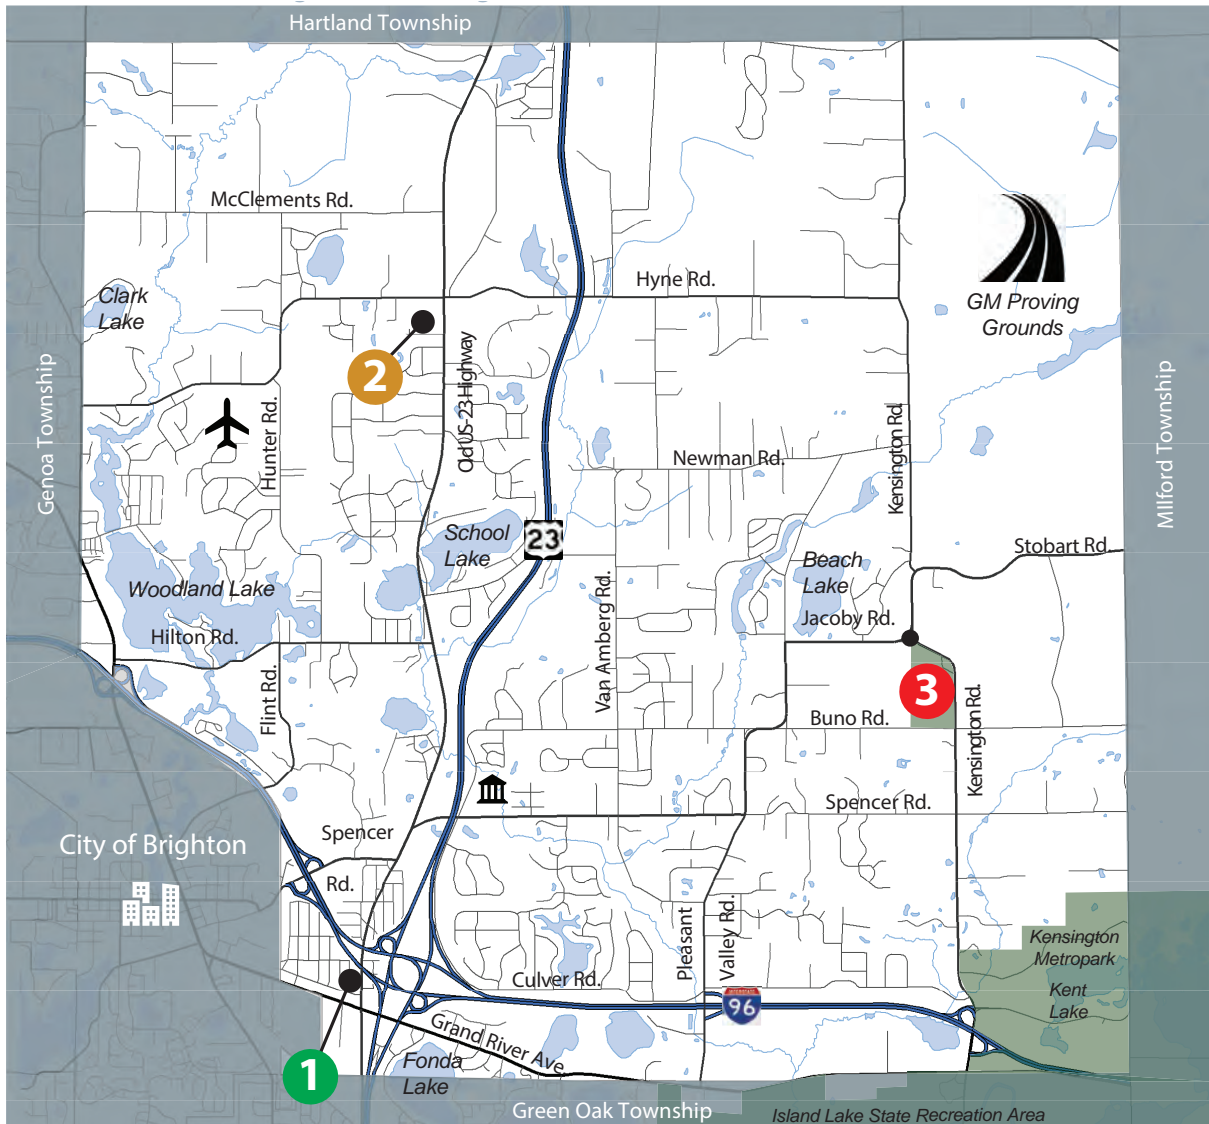 Hartland Township
McClements Rd.
Hyne Rd.
Clark
Lake
GM Proving
Grounds
2
Genoa Township
Hunter Rd.
Old US-23 Highway
Kensington Rd.
Milford Township
Newman Rd.
School
Lake
23
Stobart Rd.
Beach
Lake
Woodland Lake
Van Amberg Rd.
Jacoby Rd.
Hilton Rd.
Flint Rd.
3
Kensington Rd.
Buno Rd.
Spencer Rd.
Spencer
Rd.
City of Brighton
Pleasant
Valley Rd.
Kensington
Metropark
Culver Rd.
Kent
Lake
INTERSTATE
96
Grand River Ave.
1
Fonda
Lake
Green Oak Township
Island Lake State Recreation Area